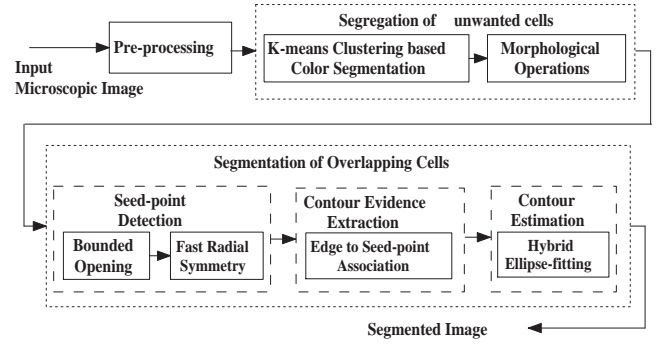 Segregation of unwanted cells
Pre-processing
K-means Clustering based
Color Segmentation
Morphological
Operations
Input
Microscopic Image
Segmentation of Overlapping Cells
Seed-point
Detection
Bounded
Opening
Fast Radial
Symmetry
Contour Evidence
Extraction
Edge to Seed-point
Association
Contour
Estimation
Hybrid
Ellipse-fitting
Segmented Image